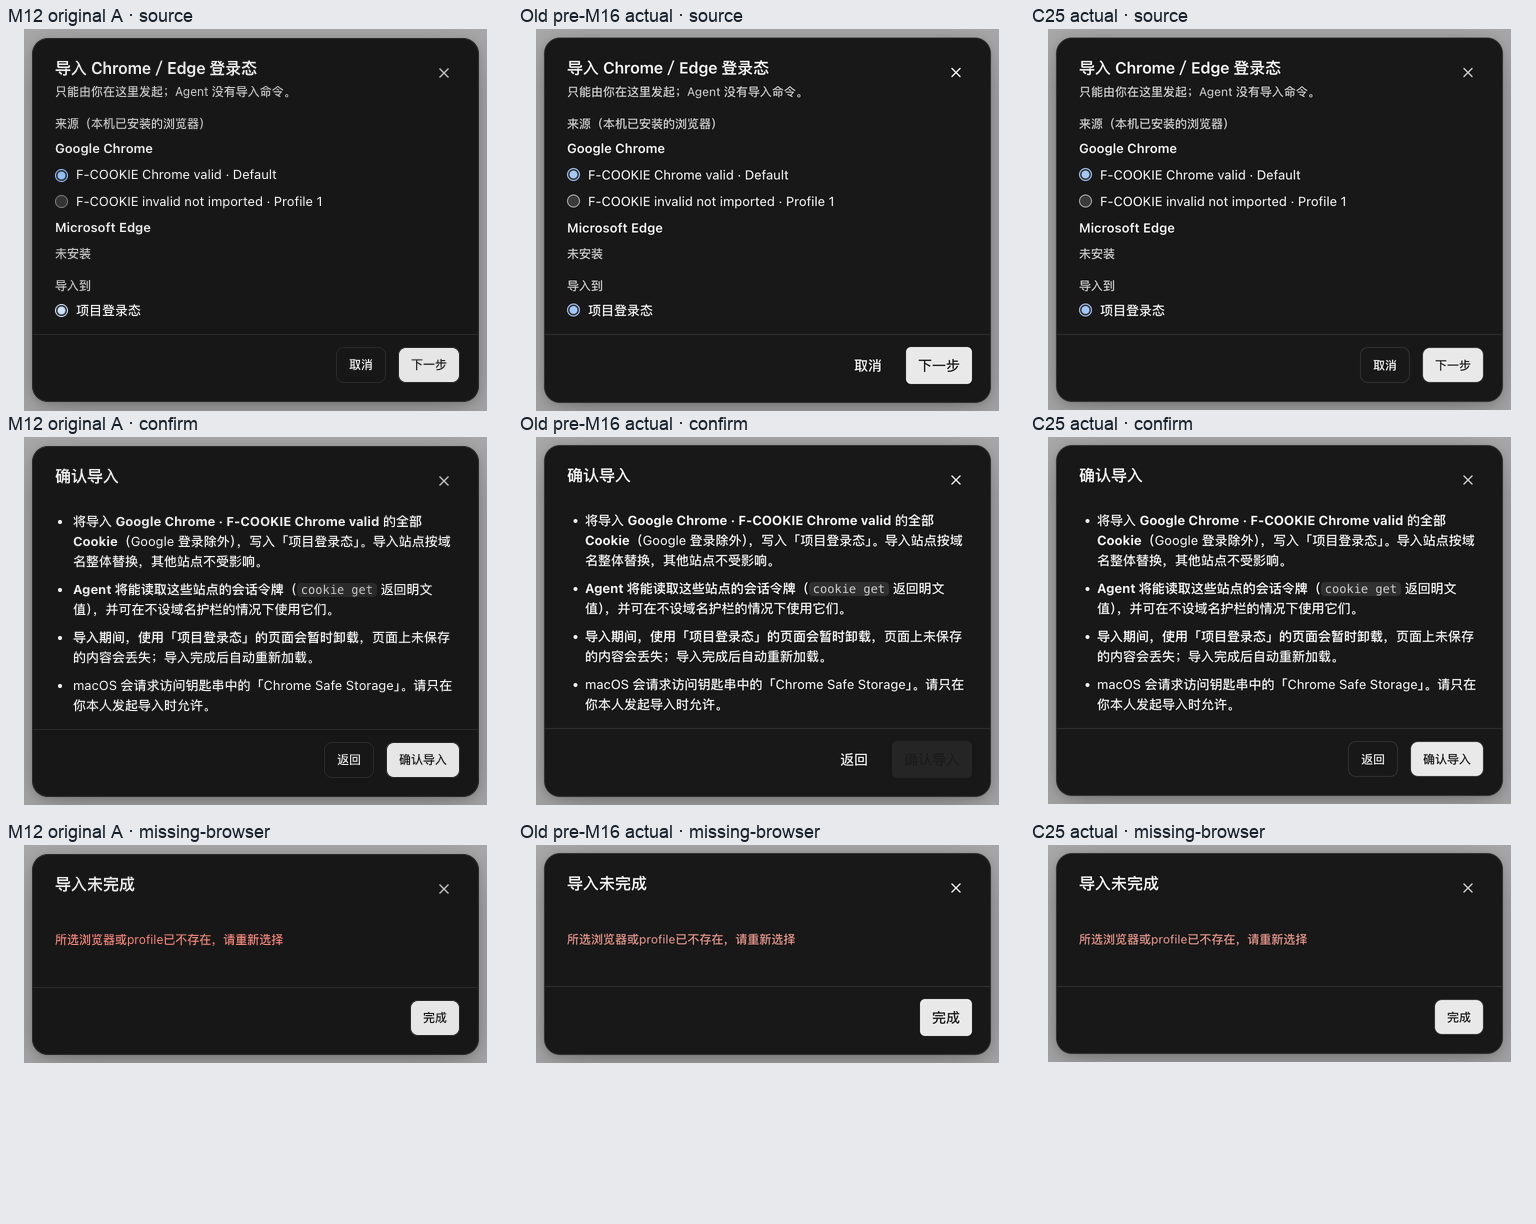 M12 original A · source
导入 Chrome / Edge 登录态
只能由你在这里发起；Agent 没有导入命令。
来源（本机已安装的浏览器）
Google Chrome
F-COOKIE Chrome valid · Default
F-COOKIE invalid not imported · Profile 1
Microsoft Edge
未安装
导入到
项目登录态
取消
下一步
Old pre-M16 actual · source
导入 Chrome / Edge 登录态
只能由你在这里发起；Agent 没有导入命令。
来源（本机已安装的浏览器）
Google Chrome
F-COOKIE Chrome valid · Default
F-COOKIE invalid not imported · Profile 1
Microsoft Edge
未安装
导入到
项目登录态
取消
下一步
C25 actual · source
导入 Chrome / Edge 登录态
只能由你在这里发起；Agent 没有导入命令。
来源（本机已安装的浏览器）
Google Chrome
F-COOKIE Chrome valid · Default
F-COOKIE invalid not imported · Profile 1
Microsoft Edge
未安装
导入到
项目登录态
取消
下一步
M12 original A · confirm
确认导入
• 将导入 Google Chrome · F-COOKIE Chrome valid 的全部
Cookie（Google 登录除外），写入「项目登录态」。导入站点按域
名整体替换，其他站点不受影响。
• Agent 将能读取这些站点的会话令牌（cookie get 返回明文
值），并可在不设域名护栏的情况下使用它们。
• 导入期间，使用「项目登录态」的页面会暂时卸载，页面上未保存
的内容会丢失；导入完成后自动重新加载。
• macOS 会请求访问钥匙串中的「Chrome Safe Storage」。请只在
你本人发起导入时允许。
返回
确认导入
Old pre-M16 actual · confirm
确认导入
• 将导入 Google Chrome · F-COOKIE Chrome valid 的全部
Cookie（Google 登录除外），写入「项目登录态」。导入站点按域
名整体替换，其他站点不受影响。
• Agent 将能读取这些站点的会话令牌（cookie get 返回明文
值），并可在不设域名护栏的情况下使用它们。
• 导入期间，使用「项目登录态」的页面会暂时卸载，页面上未保存
的内容会丢失；导入完成后自动重新加载。
• macOS 会请求访问钥匙串中的「Chrome Safe Storage」。请只在
你本人发起导入时允许。
返回
确认导入
C25 actual · confirm
确认导入
• 将导入 Google Chrome · F-COOKIE Chrome valid 的全部
Cookie（Google 登录除外），写入「项目登录态」。导入站点按域
名整体替换，其他站点不受影响。
• Agent 将能读取这些站点的会话令牌（cookie get 返回明文
值），并可在不设域名护栏的情况下使用它们。
• 导入期间，使用「项目登录态」的页面会暂时卸载，页面上未保存
的内容会丢失；导入完成后自动重新加载。
• macOS 会请求访问钥匙串中的「Chrome Safe Storage」。请只在
你本人发起导入时允许。
返回
确认导入
M12 original A · missing-browser
导入未完成
所选浏览器或profile已不存在，请重新选择
完成
Old pre-M16 actual · missing-browser
导入未完成
所选浏览器或profile已不存在，请重新选择
完成
C25 actual · missing-browser
导入未完成
所选浏览器或profile已不存在，请重新选择
完成